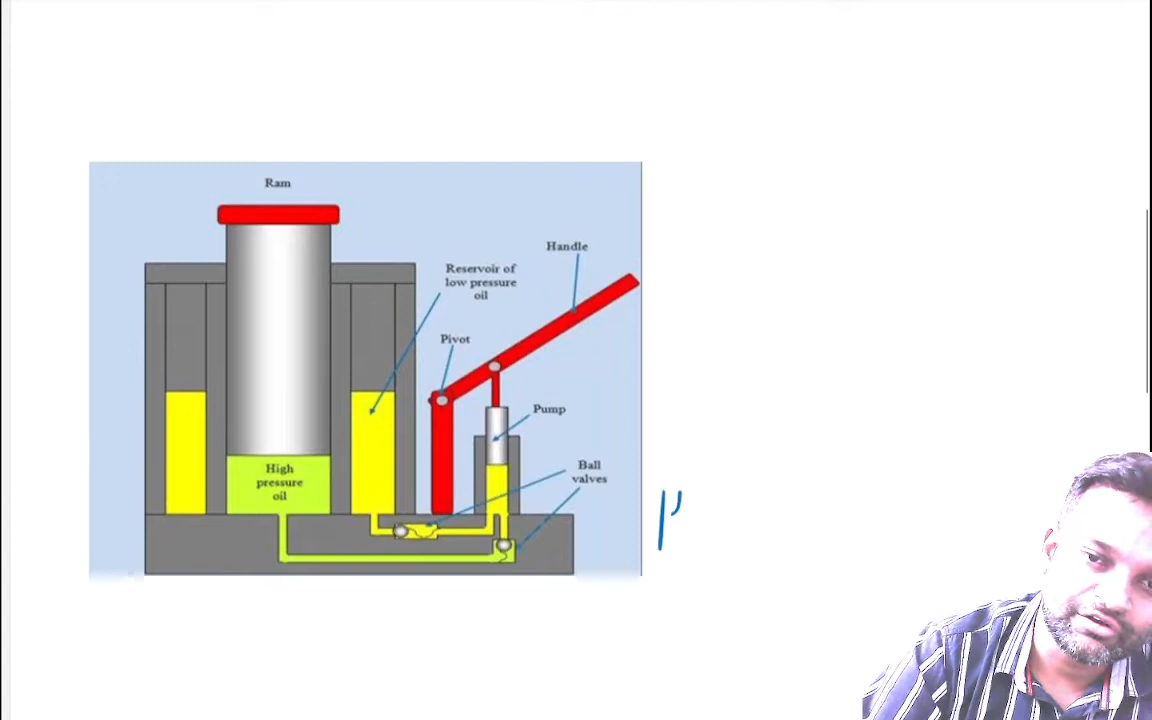 Ram
Handle
Reservoir of
low pressure
oil
Pivot
Pump
Ball
valves
High
pressure
oil